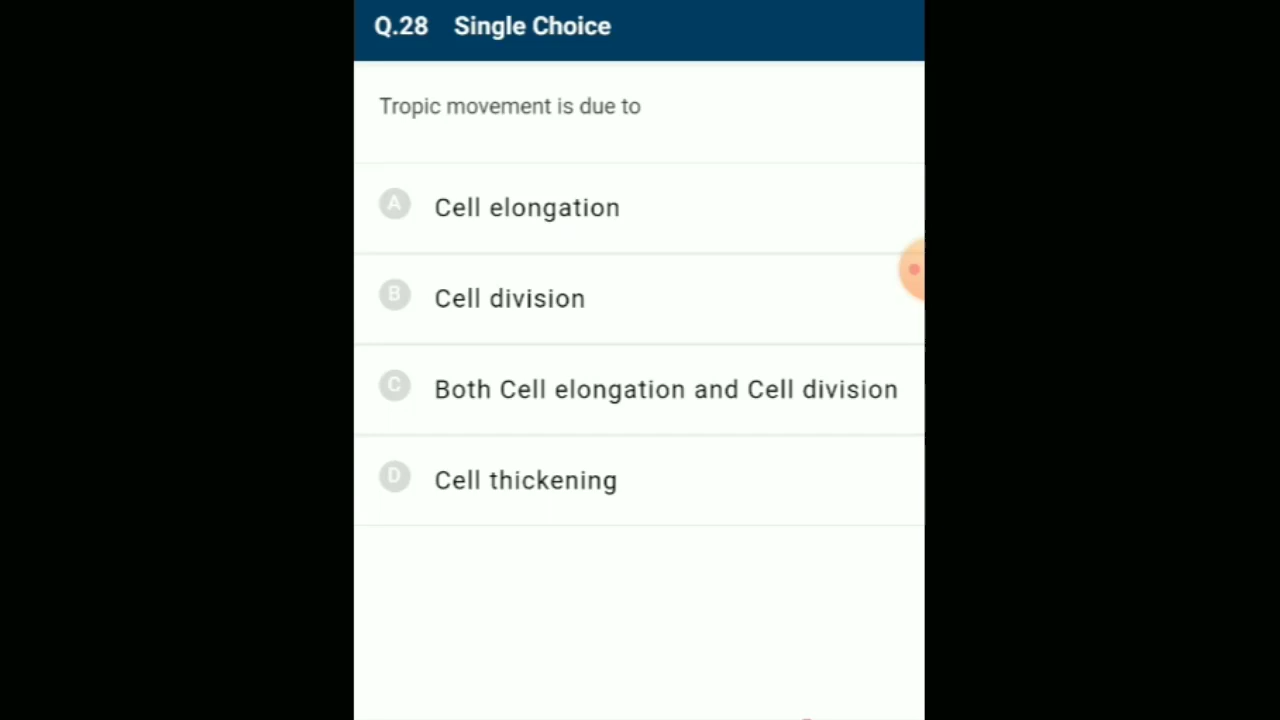 Q.28 Single Choice
Tropic movement is due to
A Cell elongation
B Cell division
C Both Cell elongation and Cell division
D Cell thickening